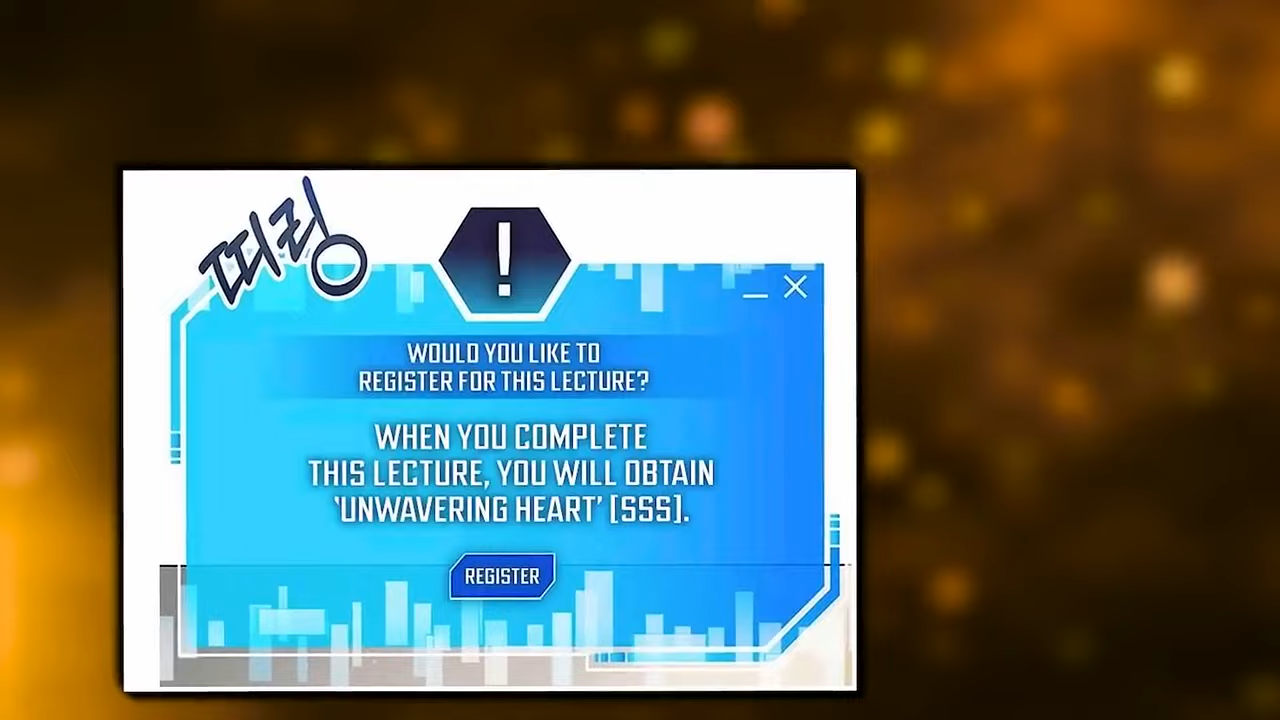 띠링
!
WOULD YOU LIKE TO
REGISTER FOR THIS LECTURE?
WHEN YOU COMPLETE
THIS LECTURE, YOU WILL OBTAIN
'UNWAVERING HEART' [SSS].
REGISTER